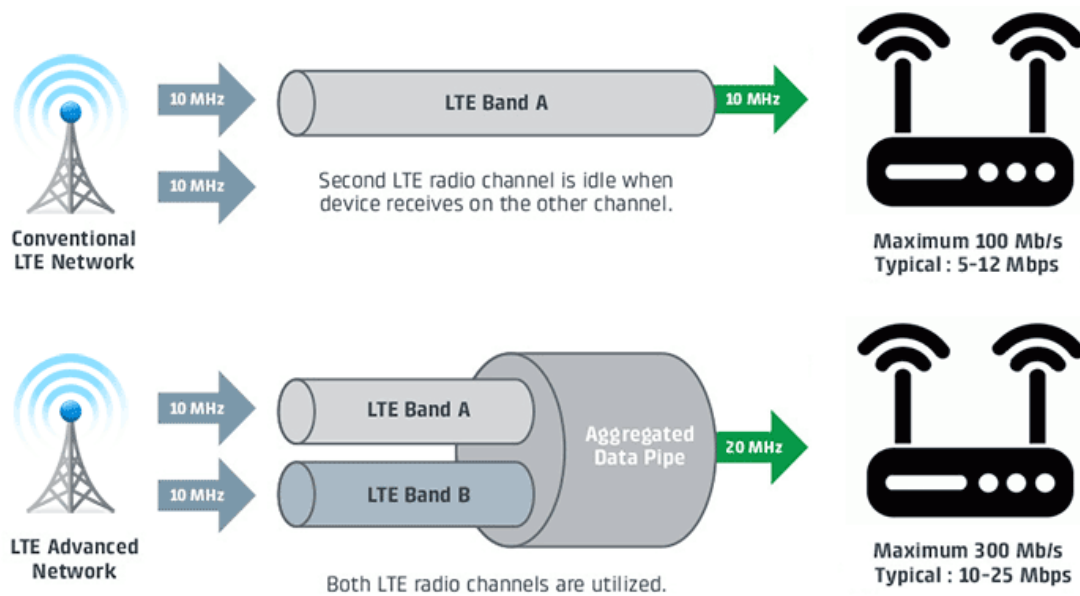 10 MHz
LTE Band A
10 MHz
10 MHz
Second LTE radio channel is idle when
device receives on the other channel.
Conventional
LTE Network
Maximum 100 Mb/s
Typical : 5-12 Mbps
10 MHz
LTE Band A
Aggregated
Data Pipe
20 MHz
10 MHz
LTE Band B
LTE Advanced
Network
Both LTE radio channels are utilized.
Maximum 300 Mb/s
Typical : 10-25 Mbps